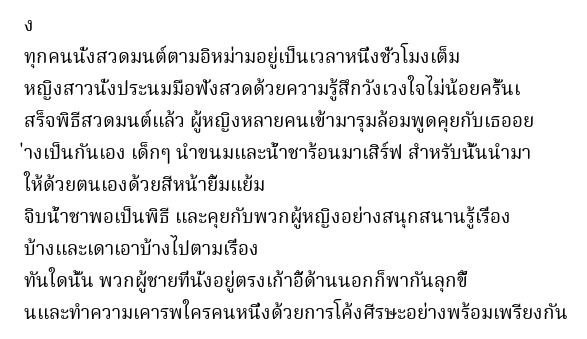 ง
ทุกคนนั่งสวดมนต์ตามอิหม่ามอยู่เป็นเวลาหนึ่งชั่วโมงเต็ม
หญิงสาวนั่งประนมมือฟังสวดด้วยความรู้สึกวังเวงใจไม่น้อยครั้นเ
สร็จพิธีสวดมนต์แล้ว ผู้หญิงหลายคนเข้ามารุมล้อมพูดคุยกับเธออย
่างเป็นกันเอง เด็กๆ นำขนมและน้ำชาร้อนมาเสิร์ฟ สำหรับนั้นนำมา
ให้ด้วยตนเองด้วยสีหน้ายิ้มแย้ม
จิบน้ำชาพอเป็นพิธี และคุยกับพวกผู้หญิงอย่างสนุกสนานรู้เรื่อง
บ้างและเดาเอาบ้างไปตามเรื่อง
ทันใดนั้น พวกผู้ชายที่นั่งอยู่ตรงเก้าอี้ด้านนอกก็พากันลุกขึ้
นและทำความเคารพใครคนหนึ่งด้วยการโค้งศีรษะอย่างพร้อมเพรียงกัน